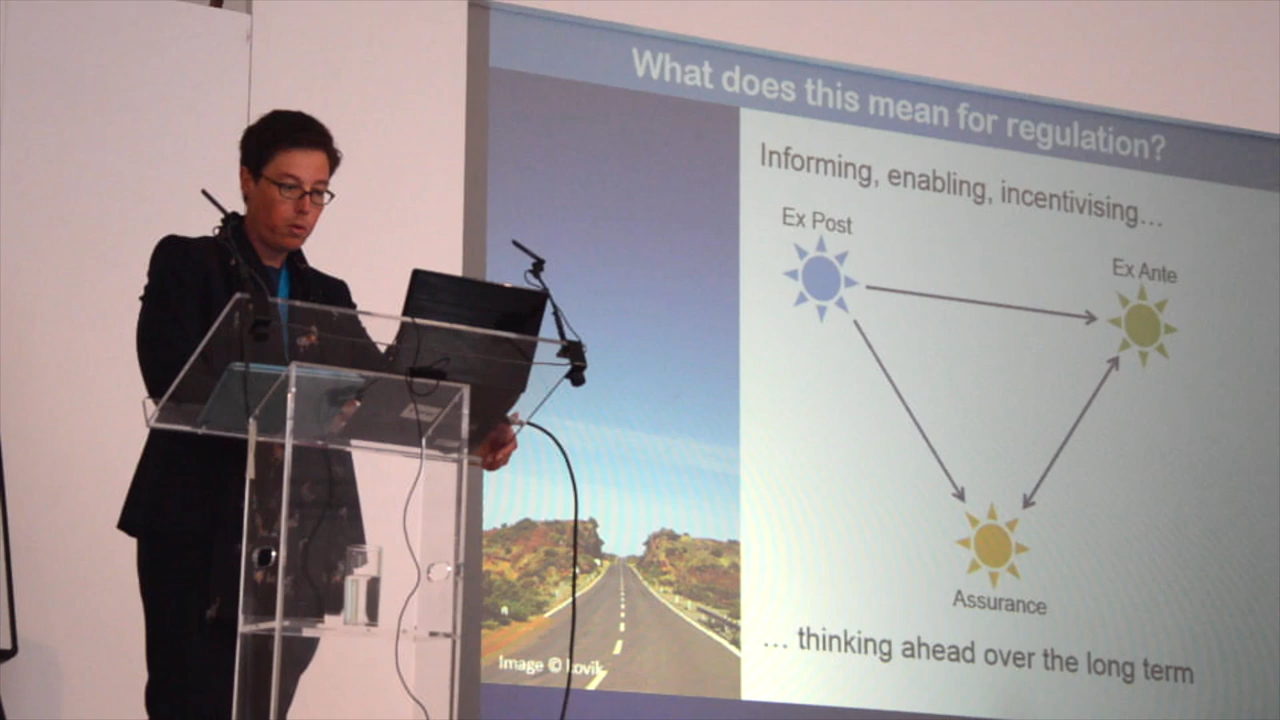 What does this mean for regulation?
Informing, enabling, incentivising...
Ex Post
Ex Ante
Assurance
... thinking ahead over the long term
Image © kovik